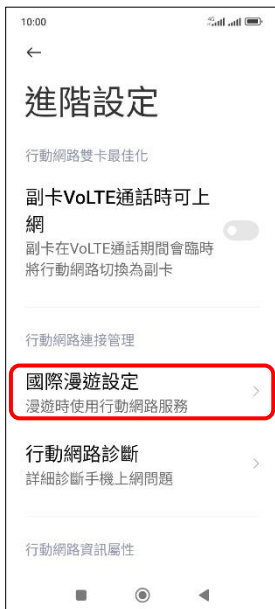 10:00
4G
進階設定
行動網路雙卡最佳化
副卡VoLTE通話時可上
網
副卡在VoLTE通話期間會臨時
將行動網路切換為副卡
行動網路連接管理
國際漫遊設定
漫遊時使用行動網路服務
行動網路診斷
詳細診斷手機上網問題
行動網路資訊屬性